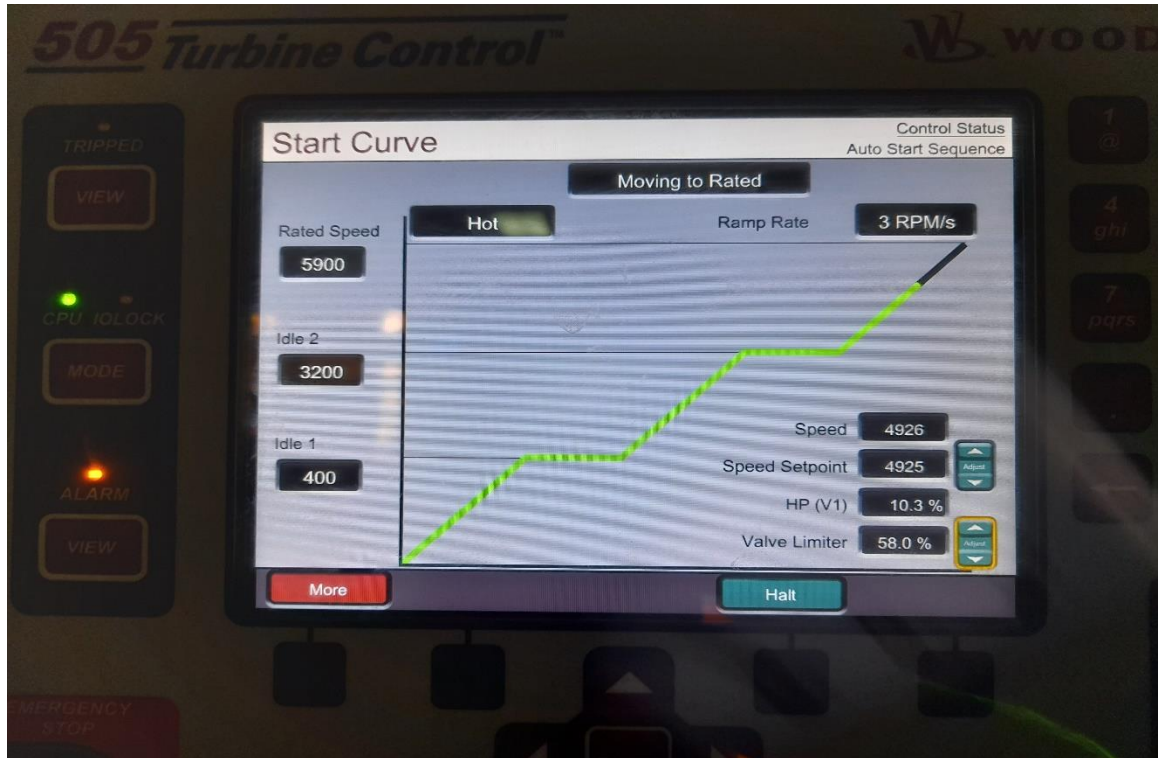 505 Turbine Control™
WOOD
TRIPPED
VIEW
CPU IOLOCK
MODE
ALARM
VIEW
EMERGENCY
STOP
Start Curve
Control Status
Auto Start Sequence
Moving to Rated
Hot
Ramp Rate
3 RPM/s
Rated Speed
5900
Idle 2
3200
Idle 1
400
Speed
4926
Speed Setpoint
4925
Adjust
HP (V1)
10.3 %
Valve Limiter
58.0 %
Adjust
More
Halt
1
@
4
ghi
7
pqrs